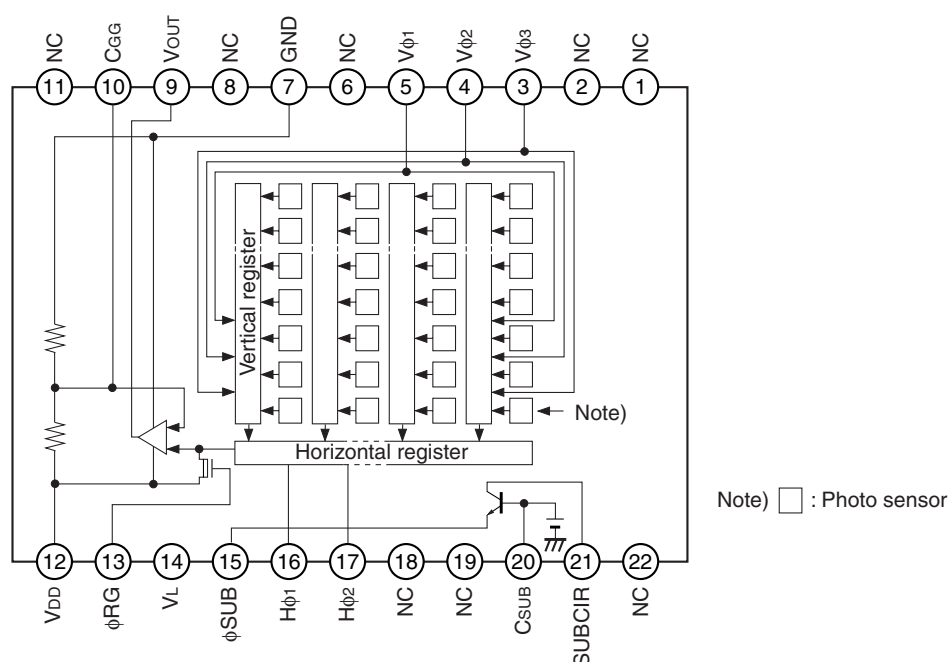 NC
CGG
VOUT
NC
GND
NC
Vϕ1
Vϕ2
Vϕ3
NC
NC
11
10
9
8
7
6
5
4
3
2
1
Vertical register
Note)
Horizontal register
Note) : Photo sensor
12
13
14
15
16
17
18
19
20
21
22
VDD
ϕRG
VL
ϕSUB
Hϕ1
Hϕ2
NC
NC
CSUB
SUBCIR
NC